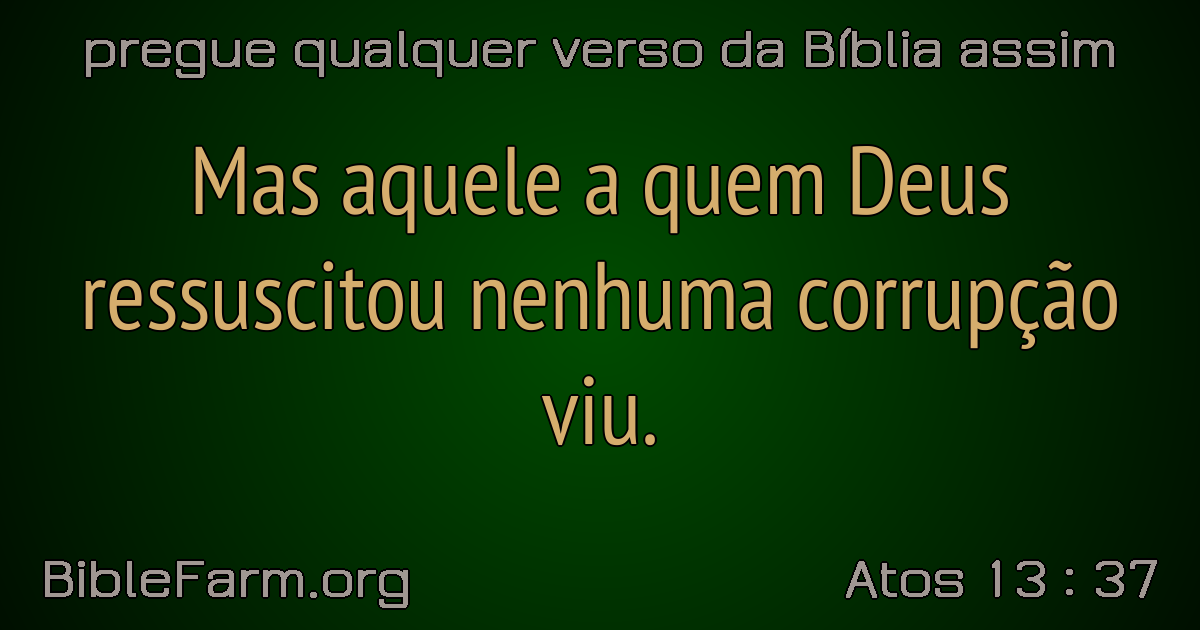 pregue qualquer verso da Bíblia assim
Mas aquele a quem Deus
ressuscitou nenhuma corrupção
viu.
BibleFarm.org
Atos 13 : 37